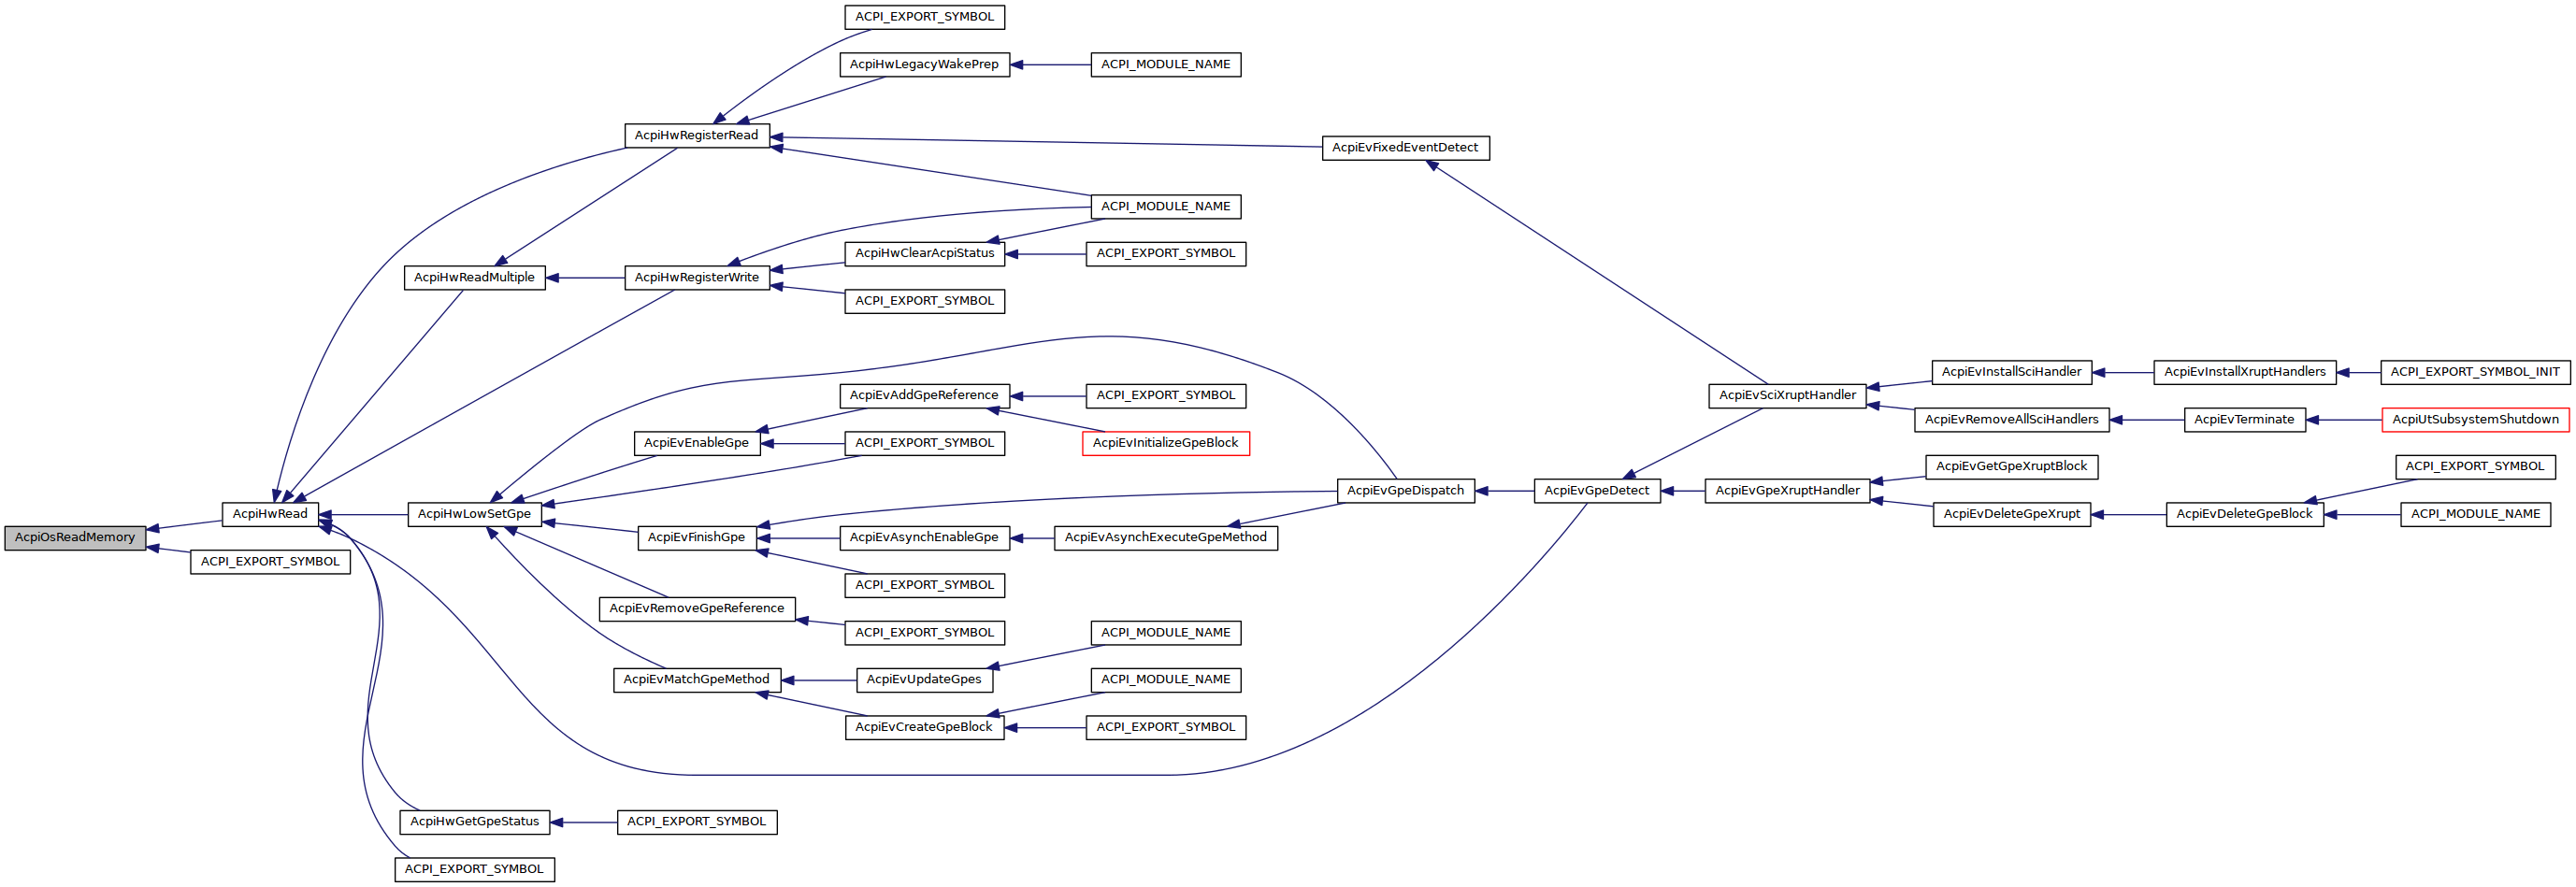 ACPI_EXPORT_SYMBOL
AcpiHwLegacyWakePrep
ACPI_MODULE_NAME
AcpiHwRegisterRead
AcpiEvFixedEventDetect
ACPI_MODULE_NAME
AcpiHwClearAcpiStatus
ACPI_EXPORT_SYMBOL
AcpiHwReadMultiple
AcpiHwRegisterWrite
ACPI_EXPORT_SYMBOL
AcpiEvInstallSciHandler
AcpiEvInstallXruptHandlers
ACPI_EXPORT_SYMBOL_INIT
AcpiEvAddGpeReference
ACPI_EXPORT_SYMBOL
AcpiEvSciXruptHandler
AcpiEvRemoveAllSciHandlers
AcpiEvTerminate
AcpiUtSubsystemShutdown
AcpiEvEnableGpe
ACPI_EXPORT_SYMBOL
AcpiEvInitializeGpeBlock
AcpiEvGetGpeXruptBlock
ACPI_EXPORT_SYMBOL
AcpiEvGpeDispatch
AcpiEvGpeDetect
AcpiEvGpeXruptHandler
AcpiHwRead
AcpiHwLowSetGpe
AcpiEvDeleteGpeXrupt
AcpiEvDeleteGpeBlock
ACPI_MODULE_NAME
AcpiOsReadMemory
AcpiEvFinishGpe
AcpiEvAsynchEnableGpe
AcpiEvAsynchExecuteGpeMethod
ACPI_EXPORT_SYMBOL
ACPI_EXPORT_SYMBOL
AcpiEvRemoveGpeReference
ACPI_EXPORT_SYMBOL
ACPI_MODULE_NAME
AcpiEvMatchGpeMethod
AcpiEvUpdateGpes
ACPI_MODULE_NAME
AcpiEvCreateGpeBlock
ACPI_EXPORT_SYMBOL
AcpiHwGetGpeStatus
ACPI_EXPORT_SYMBOL
ACPI_EXPORT_SYMBOL